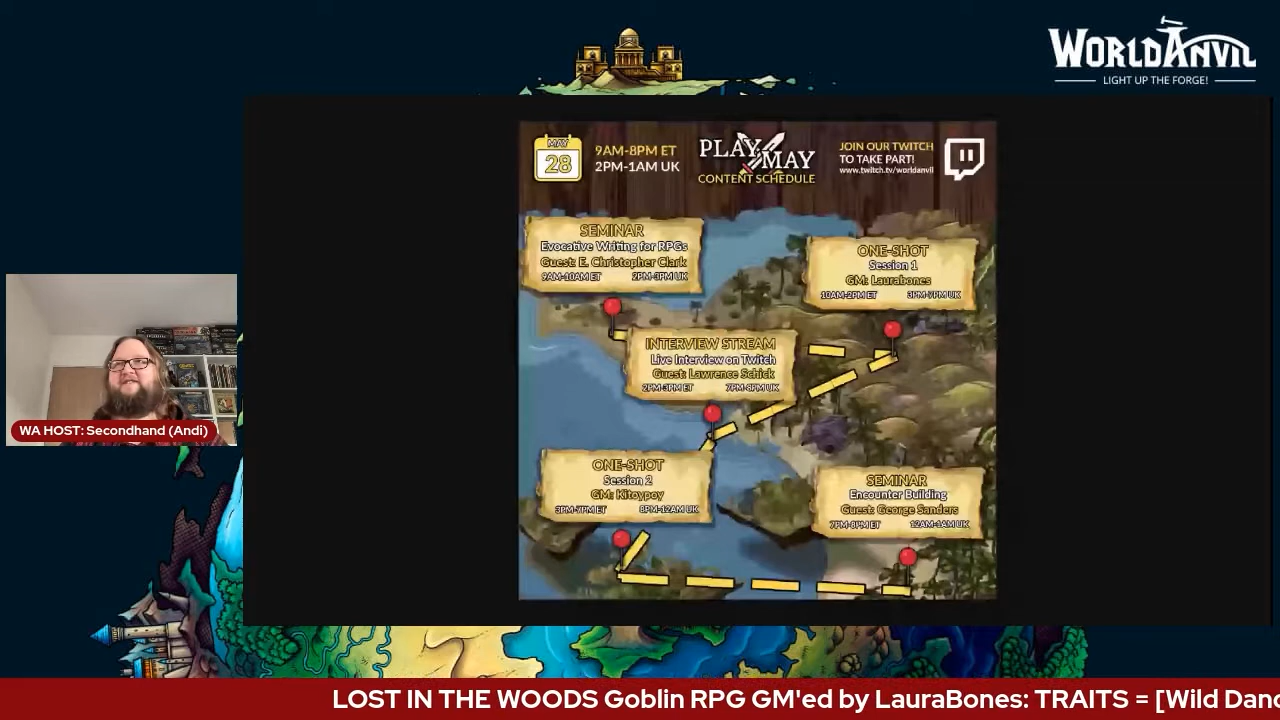 WORLDANVIL
LIGHT UP THE FORGE!
MAY
28
9AM-8PM ET
2PM-1AM UK
PLAY MAY
CONTENT SCHEDULE
JOIN OUR TWITCH
TO TAKE PART!
www.twitch.tv/worldanvil
SEMINAR
Evocative Writing for RPGs
Guest: E. Christopher Clark
9AM-10AM ET 2PM-3PM UK
ONE-SHOT
Session 1
GM: Laurabones
10AM-2PM ET 3PM-7PM UK
INTERVIEW STREAM
Live Interview on Twitch
Guest: Lawrence Schick
2PM-3PM ET 7PM-8PM UK
ONE-SHOT
Session 2
GM: Kitoypoy
3PM-7PM ET 8PM-12AM UK
SEMINAR
Encounter Building
Guest: George Sanders
7PM-8PM ET 12AM-1AM UK
WA HOST: Secondhand (Andi)
LOST IN THE WOODS Goblin RPG GM'ed by LauraBones: TRAITS = [Wild Danc